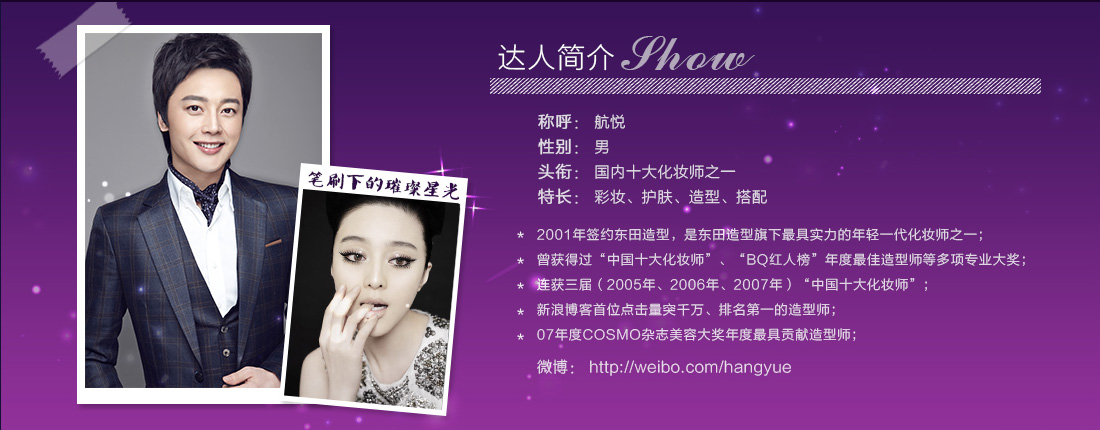 达人简介 Show
称呼： 航悦
性别： 男
头衔： 国内十大化妆师之一
特长： 彩妆、护肤、造型、搭配
笔刷下的璀璨星光
* 2001年签约东田造型，是东田造型旗下最具实力的年轻一代化妆师之一；
* 曾获得过“中国十大化妆师”、“BQ红人榜”年度最佳造型师等多项专业大奖；
* 连获三届（2005年、2006年、2007年）“中国十大化妆师”；
* 新浪博客首位点击量突千万、排名第一的造型师；
* 07年度COSMO杂志美容大奖年度最具贡献造型师；
微博： http://weibo.com/hangyue